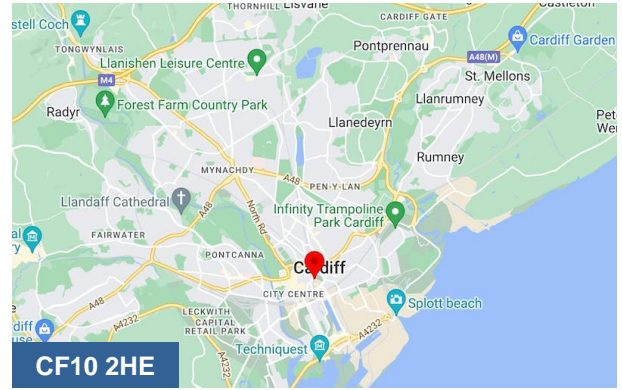 THORNHILL
Lisvane
CARDIFF GATE
Castleton
stell Coch
TONGWYNLAIS
Pontprennau
A48(M)
Cardiff Garden
Llanishen Leisure Centre
M4
St. Mellons
Radyr
Forest Farm Country Park
Llanrumney
Llanedeyrn
Rumney
MYNACHDY
A48
PEN-Y-LAN
Llandaff Cathedral
A48
North Rd
Infinity Trampoline
Park Cardiff
FAIRWATER
PONTCANNA
Cardiff
CITY CENTRE
A48
A4232
LECKWITH
CAPITAL
RETAIL PARK
Splott beach
A4232
Techniquest
A4232
CF10 2HE